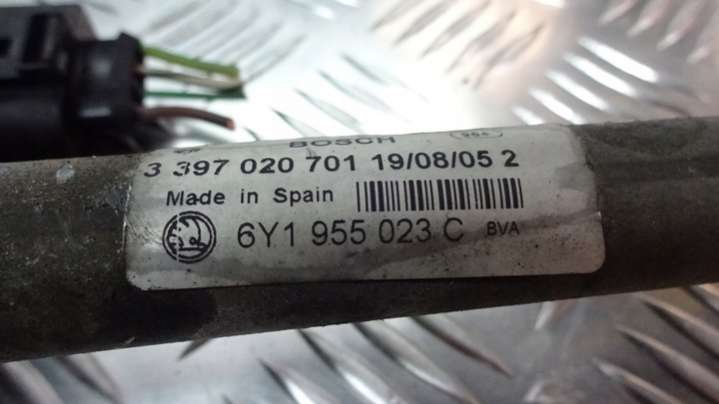 BOSCH
3 397 020 701 19/08/05 2
Made in Spain
6Y1 955 023 C BVA